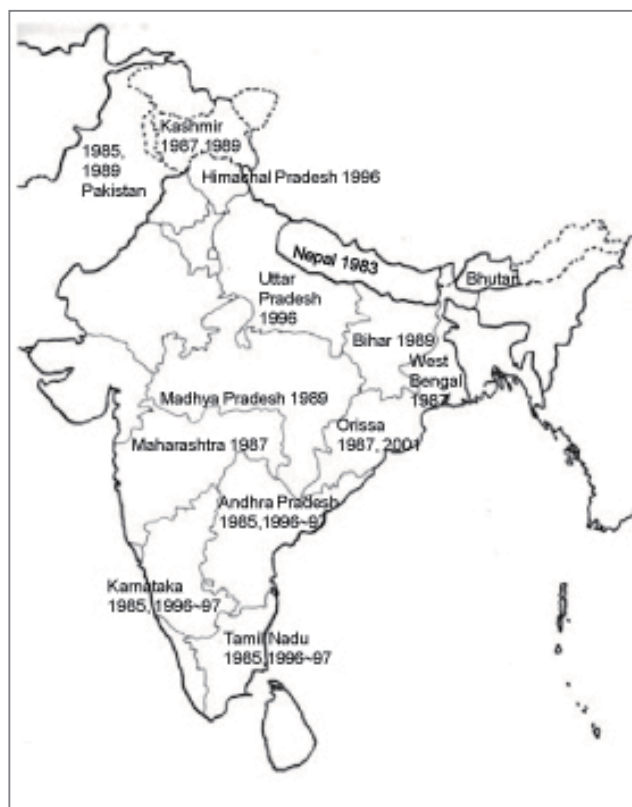 Kashmir
1987,1989
1985,
1989
Pakistan
Himachal Pradesh 1996
Nepal 1983
Bhutan
Uttar
Pradesh
1996
Bihar 1989
West
Bengal
1987
Madhya Pradesh 1989
Orissa
1987, 2001
Maharashtra 1987
Andhra Pradesh
1985,1996~97
Karnataka
1985, 1996~97
Tamil Nadu
1985,1996~97